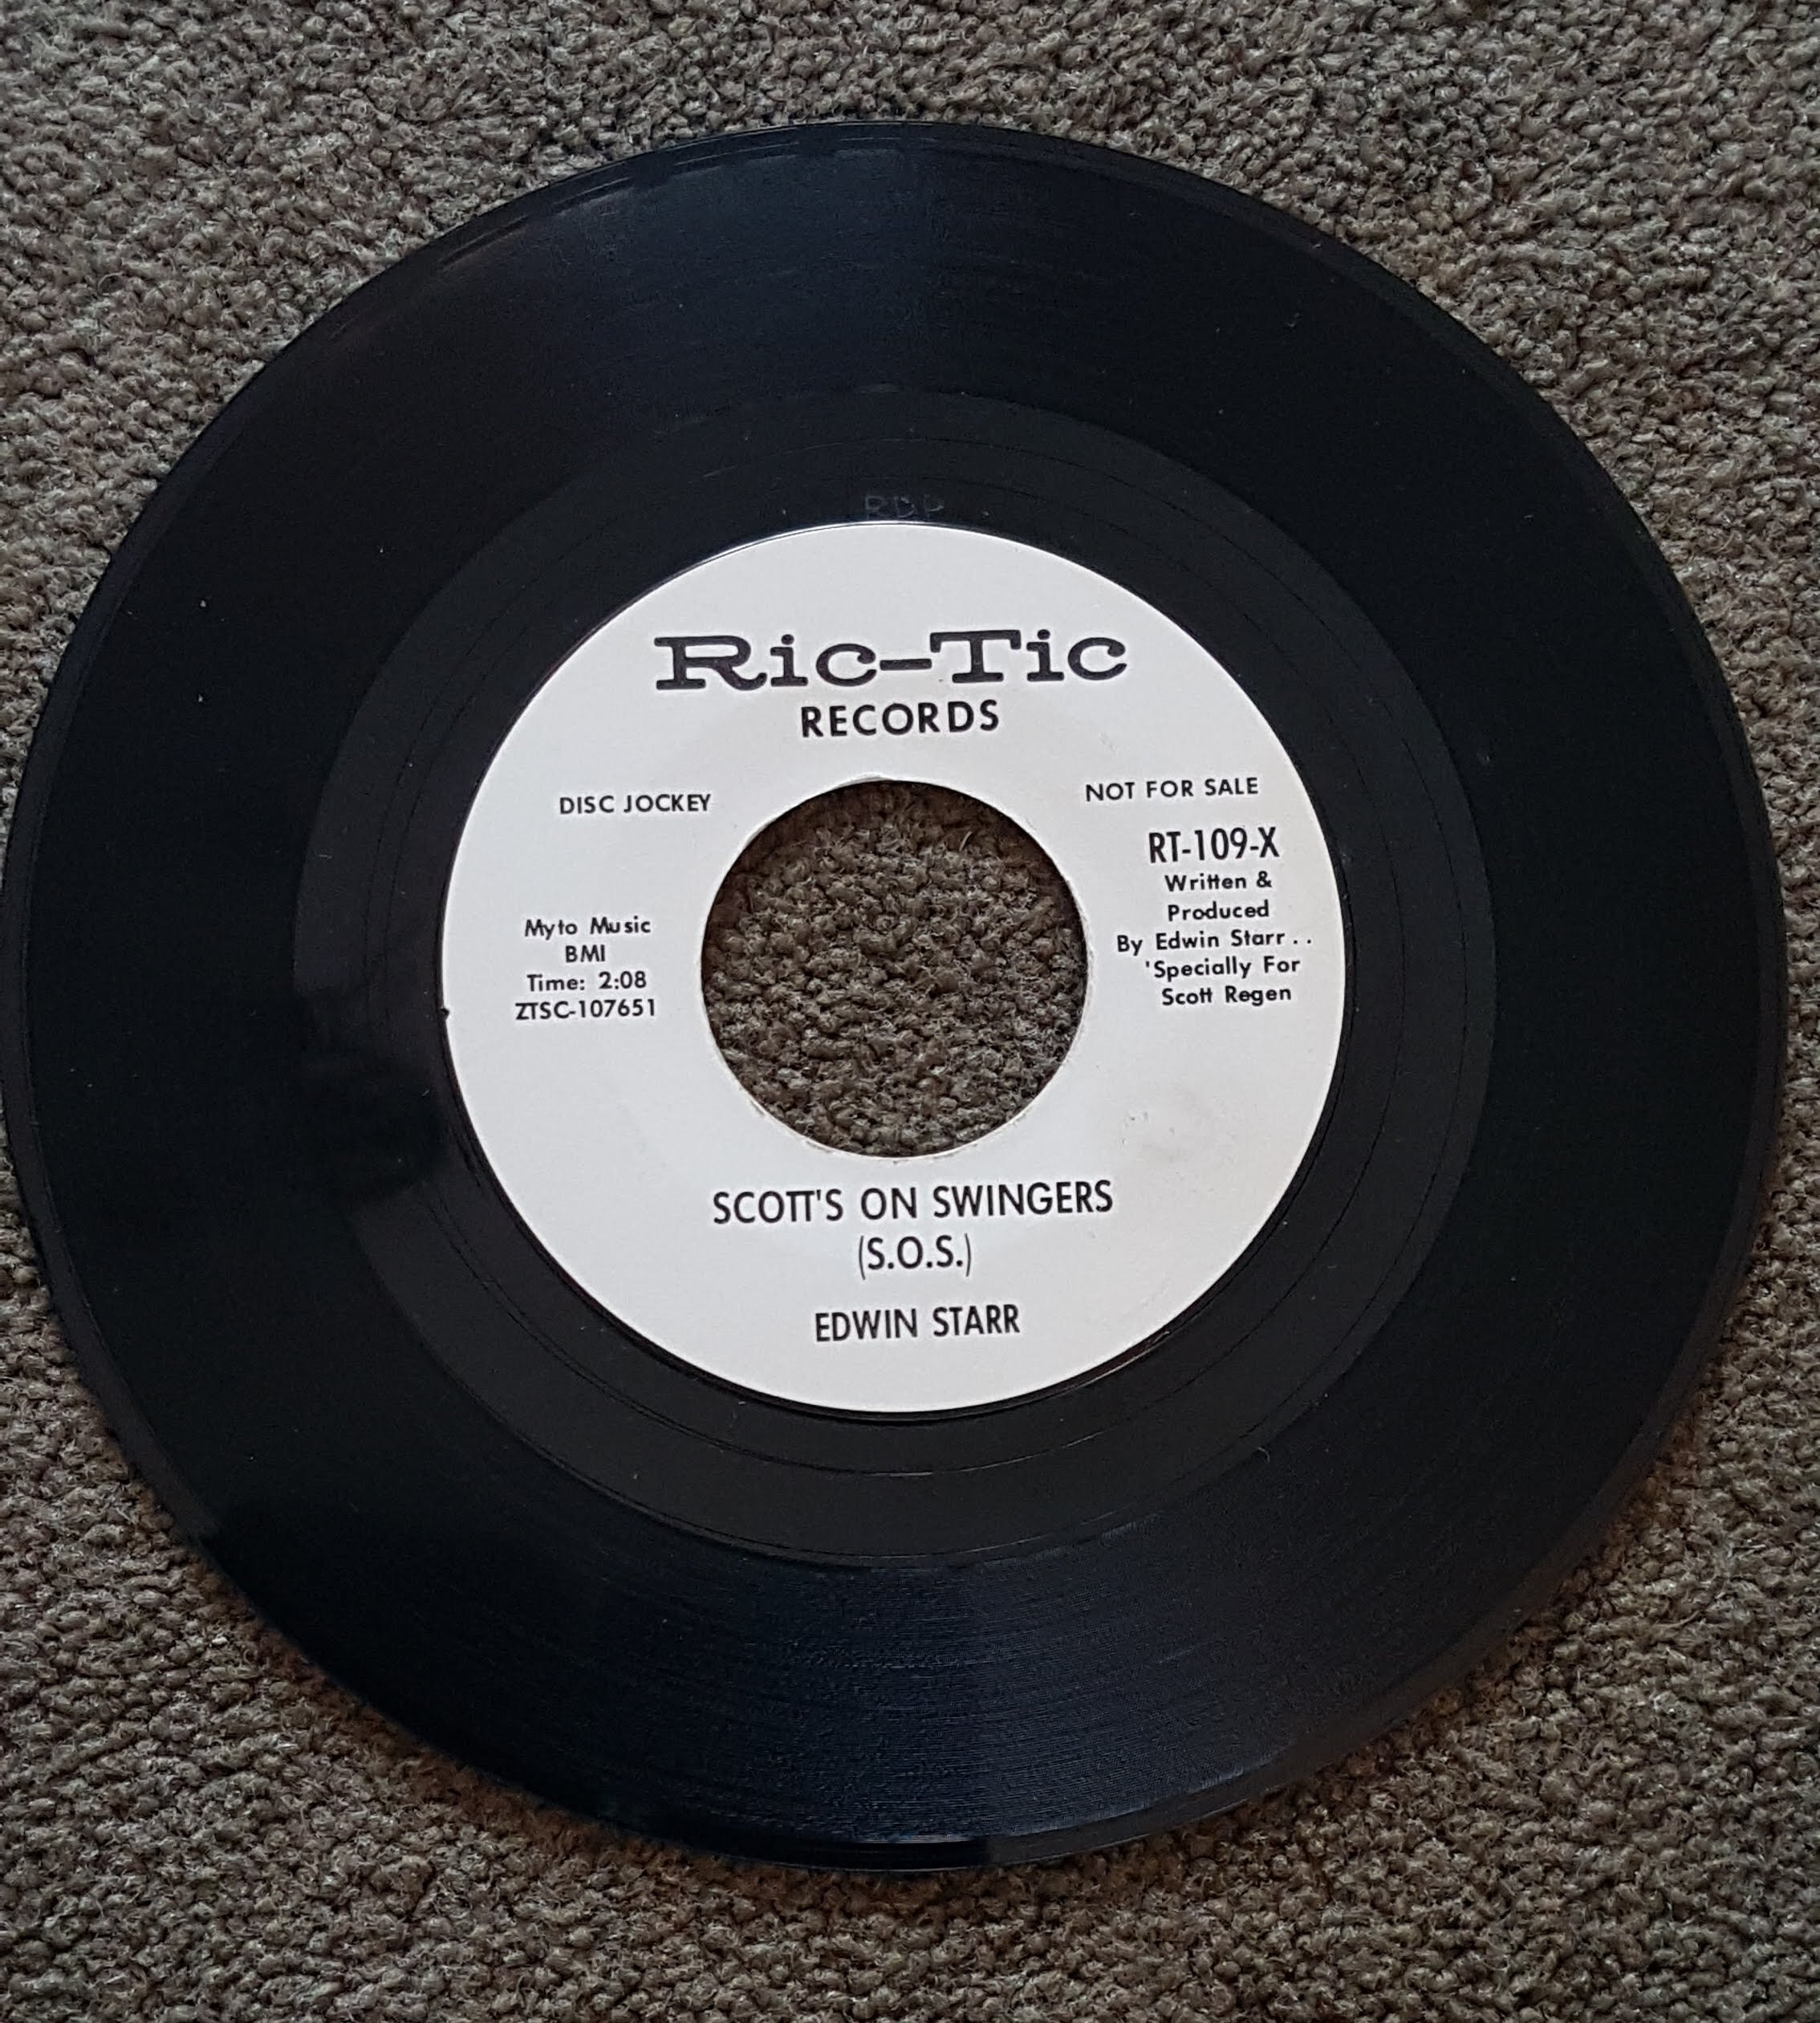 RDP
Ric-Tic
RECORDS
DISC JOCKEY
NOT FOR SALE
RT-109-X
Written &
Produced
By Edwin Starr . .
'Specially For
Scott Regen
Myto Music
BMI
Time: 2:08
ZTSC-107651
SCOTT'S ON SWINGERS
(S.O.S.)
EDWIN STARR